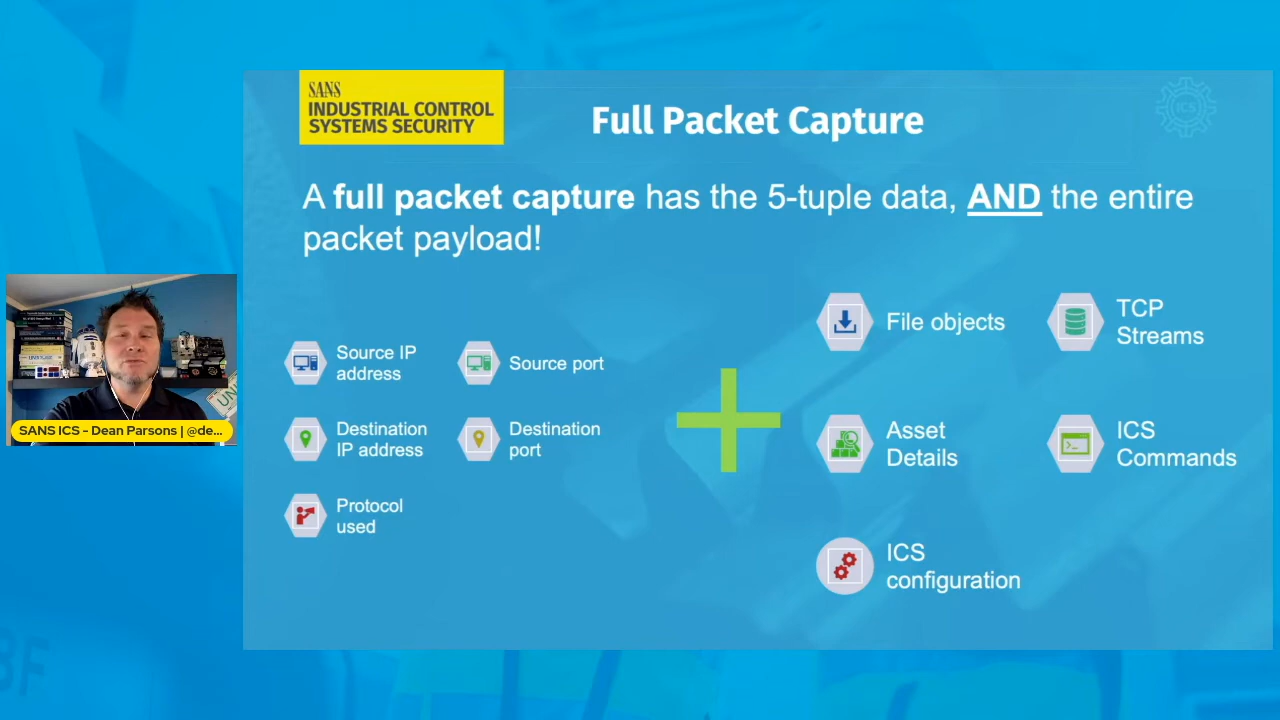 SANS
INDUSTRIAL CONTROL
SYSTEMS SECURITY
Full Packet Capture
ICS
A full packet capture has the 5-tuple data, AND the entire
packet payload!
Source IP
address
Source port
Destination
IP address
Destination
port
Protocol
used
File objects
TCP
Streams
Asset
Details
ICS
Commands
ICS
configuration
SANS ICS - Dean Parsons | @de...